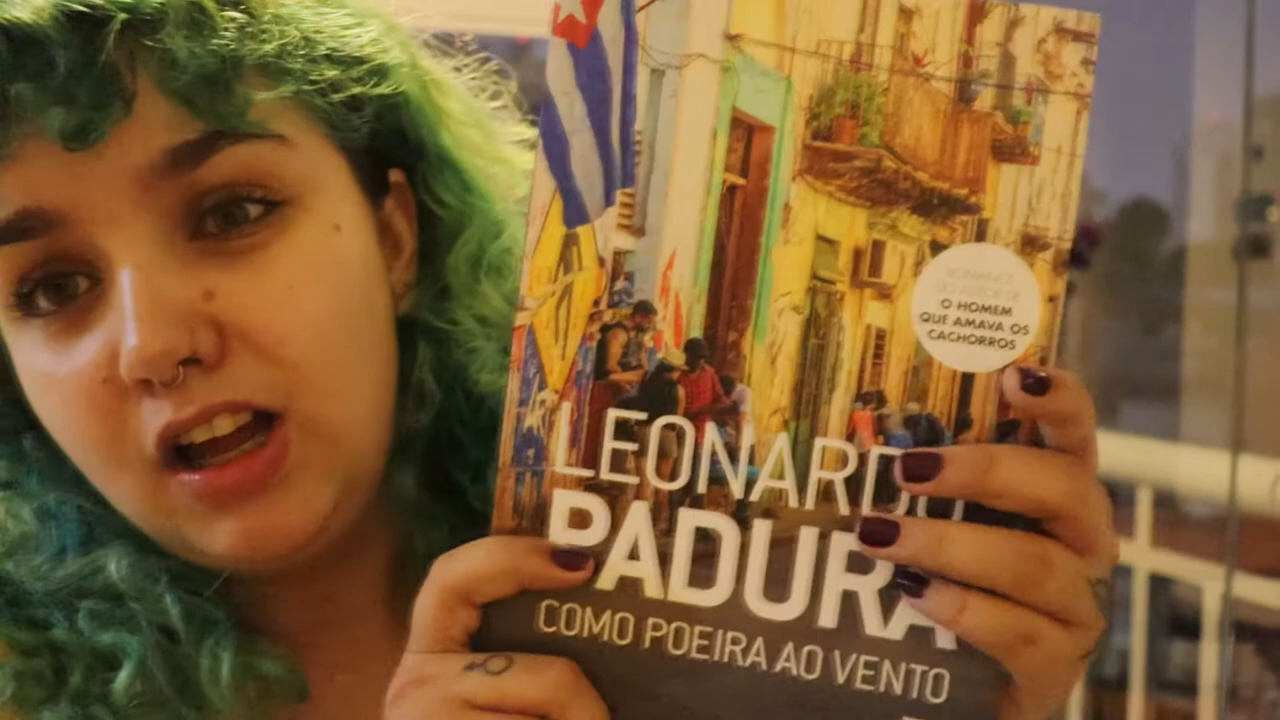 ROMANCE
DO AUTOR DE
O HOMEM
QUE AMAVA OS
CACHORROS
LEONARDO
PADURA
COMO POEIRA AO VENTO